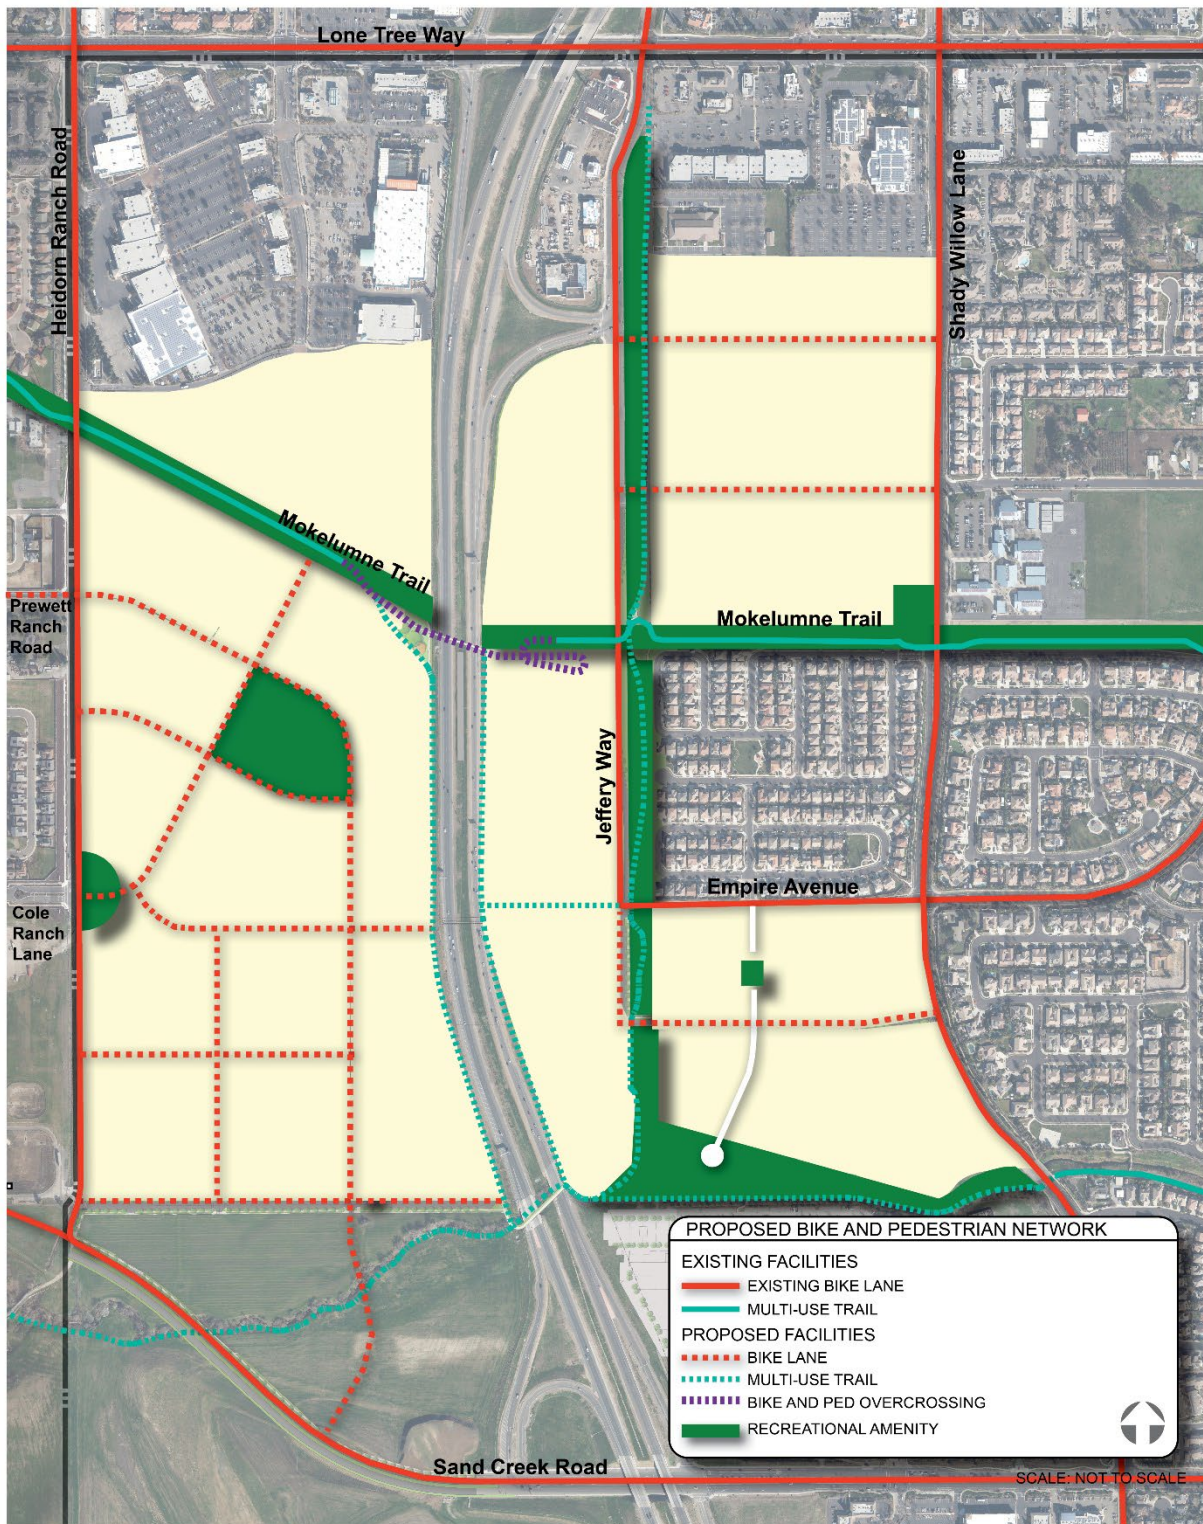 Lone Tree Way
Heidorn Ranch Road
Shady Willow Lane
Mokelumne Trail
Prewett
Ranch
Road
Mokelumne Trail
Jeffery Way
Empire Avenue
Cole
Ranch
Lane
PROPOSED BIKE AND PEDESTRIAN NETWORK
EXISTING FACILITIES
EXISTING BIKE LANE
MULTI-USE TRAIL
PROPOSED FACILITIES
BIKE LANE
MULTI-USE TRAIL
BIKE AND PED OVERCROSSING
RECREATIONAL AMENITY
Sand Creek Road
SCALE: NOT TO SCALE